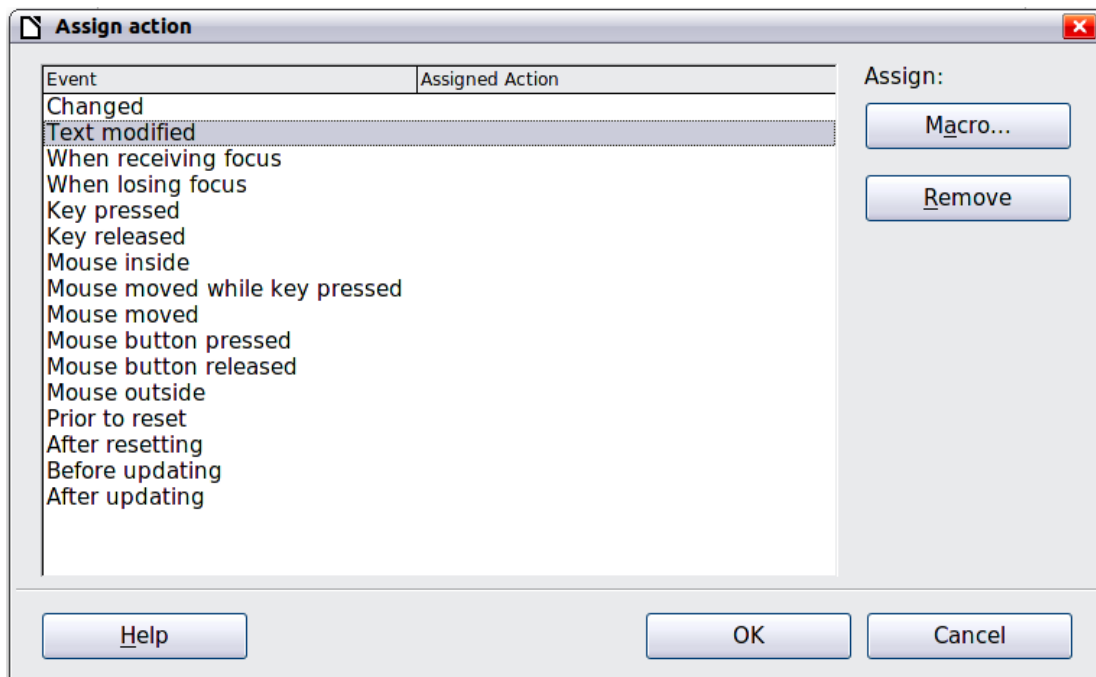 Assign action
Event Assigned Action
Changed
Text modified
When receiving focus
When losing focus
Key pressed
Key released
Mouse inside
Mouse moved while key pressed
Mouse moved
Mouse button pressed
Mouse button released
Mouse outside
Prior to reset
After resetting
Before updating
After updating
Assign:
Macro...
Remove
Help OK Cancel